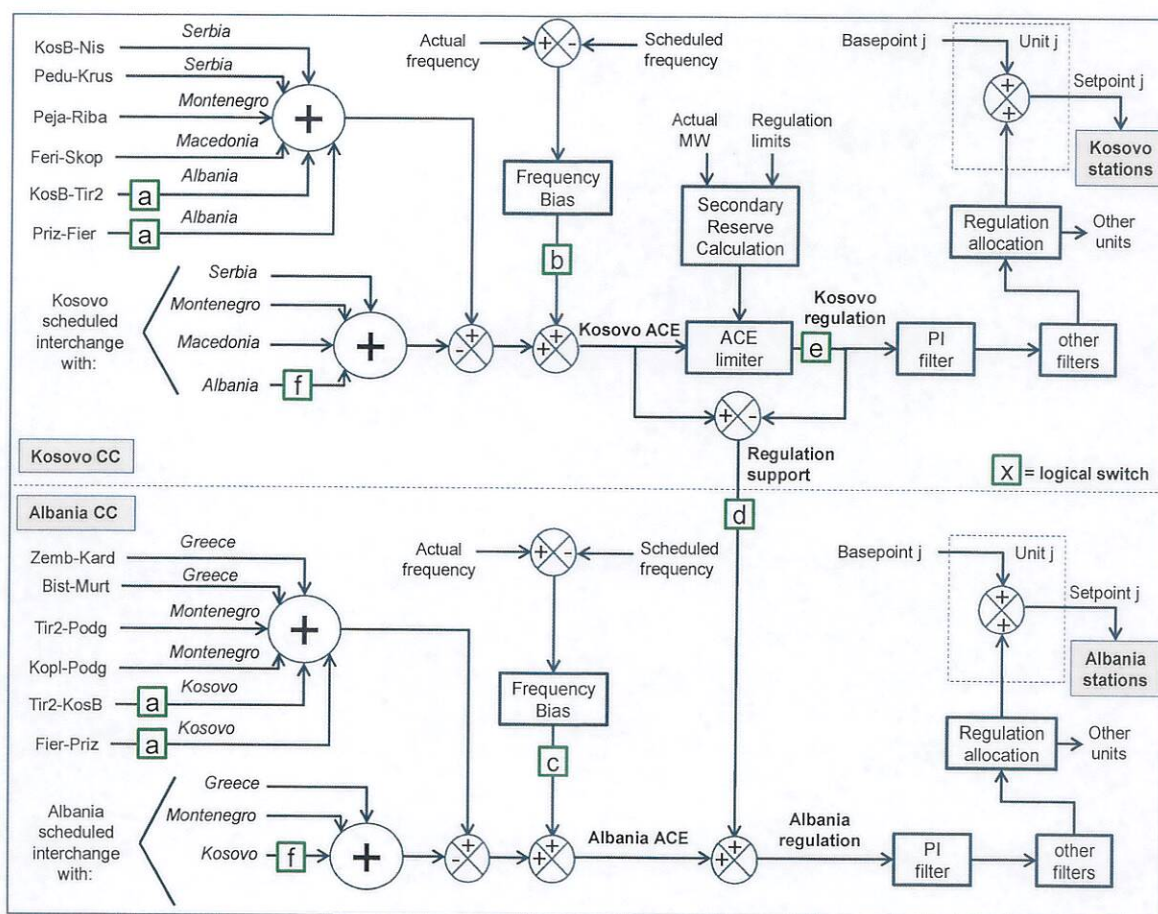 KosB-Nis
Serbia
Pedu-Krus
Serbia
Peja-Riba
Montenegro
Feri-Skop
Macedonia
KosB-Tir2
a
Albania
Priz-Fier
a
Albania
+
Kosovo
scheduled
interchange
with:
Serbia
Montenegro
Macedonia
Albania
f
+
- +
+ +
Actual
frequency
+ -
Scheduled
frequency
Frequency
Bias
b
Kosovo ACE
Actual
MW
Regulation
limits
Secondary
Reserve
Calculation
ACE
limiter
e
Kosovo
regulation
+ -
Regulation
support
PI
filter
other
filters
Regulation
allocation
Other
units
Basepoint j
Unit j
+
+
Setpoint j
Kosovo
stations
Kosovo CC
x = logical switch
Albania CC
d
Zemb-Kard
Greece
Bist-Murt
Greece
Tir2-Podg
Montenegro
Kopl-Podg
Montenegro
Tir2-KosB
a
Kosovo
Fier-Priz
a
Kosovo
+
Albania
scheduled
interchange
with:
Greece
Montenegro
Kosovo
f
+
- +
+ +
Actual
frequency
+ -
Scheduled
frequency
Frequency
Bias
c
Albania ACE
+ +
Albania
regulation
PI
filter
other
filters
Regulation
allocation
Other
units
Basepoint j
Unit j
+
+
Setpoint j
Albania
stations